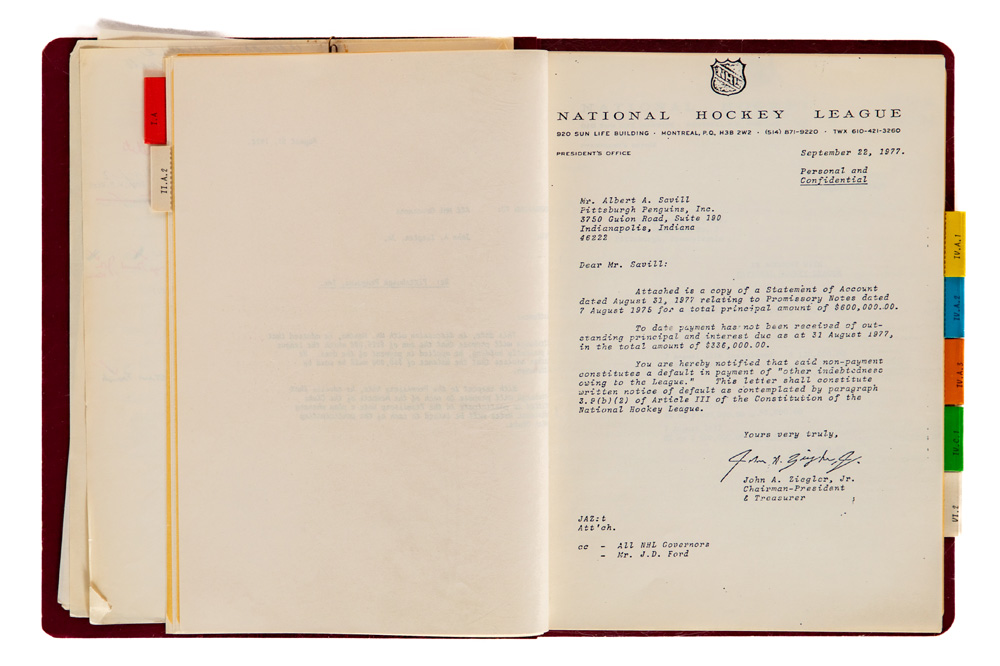 I.A
II.A.2
NHL
NATIONAL HOCKEY LEAGUE
920 SUN LIFE BUILDING · MONTREAL, P.Q. H3B 2W2 · (514) 871-9220 · TWX 610-421-3260
PRESIDENT'S OFFICE
September 22, 1977.
Personal and
Confidential
Mr. Albert A. Savill
Pittsburgh Penguins, Inc.
3750 Guion Road, Suite 190
Indianapolis, Indiana
46222
Dear Mr. Savill:
Attached is a copy of a Statement of Account
dated August 31, 1977 relating to Promissory Notes dated
7 August 1975 for a total principal amount of $600,000.00.
To date payment has not been received of out-
standing principal and interest due as at 31 August 1977,
in the total amount of $336,000.00.
You are hereby notified that said non-payment
constitutes a default in payment of "other indebtedness
owing to the League." This letter shall constitute
written notice of default as contemplated by paragraph
3.9(b)(2) of Article III of the Constitution of the
National Hockey League.
Yours very truly,
John A. Ziegler, Jr.
John A. Ziegler, Jr.
Chairman-President
& Treasurer
JAZ:t
Att'ch.
cc - All NHL Governors
- Mr. J.D. Ford
IV.A.1
IV.A.2
IV.A.3
IV.C.1
VI.2